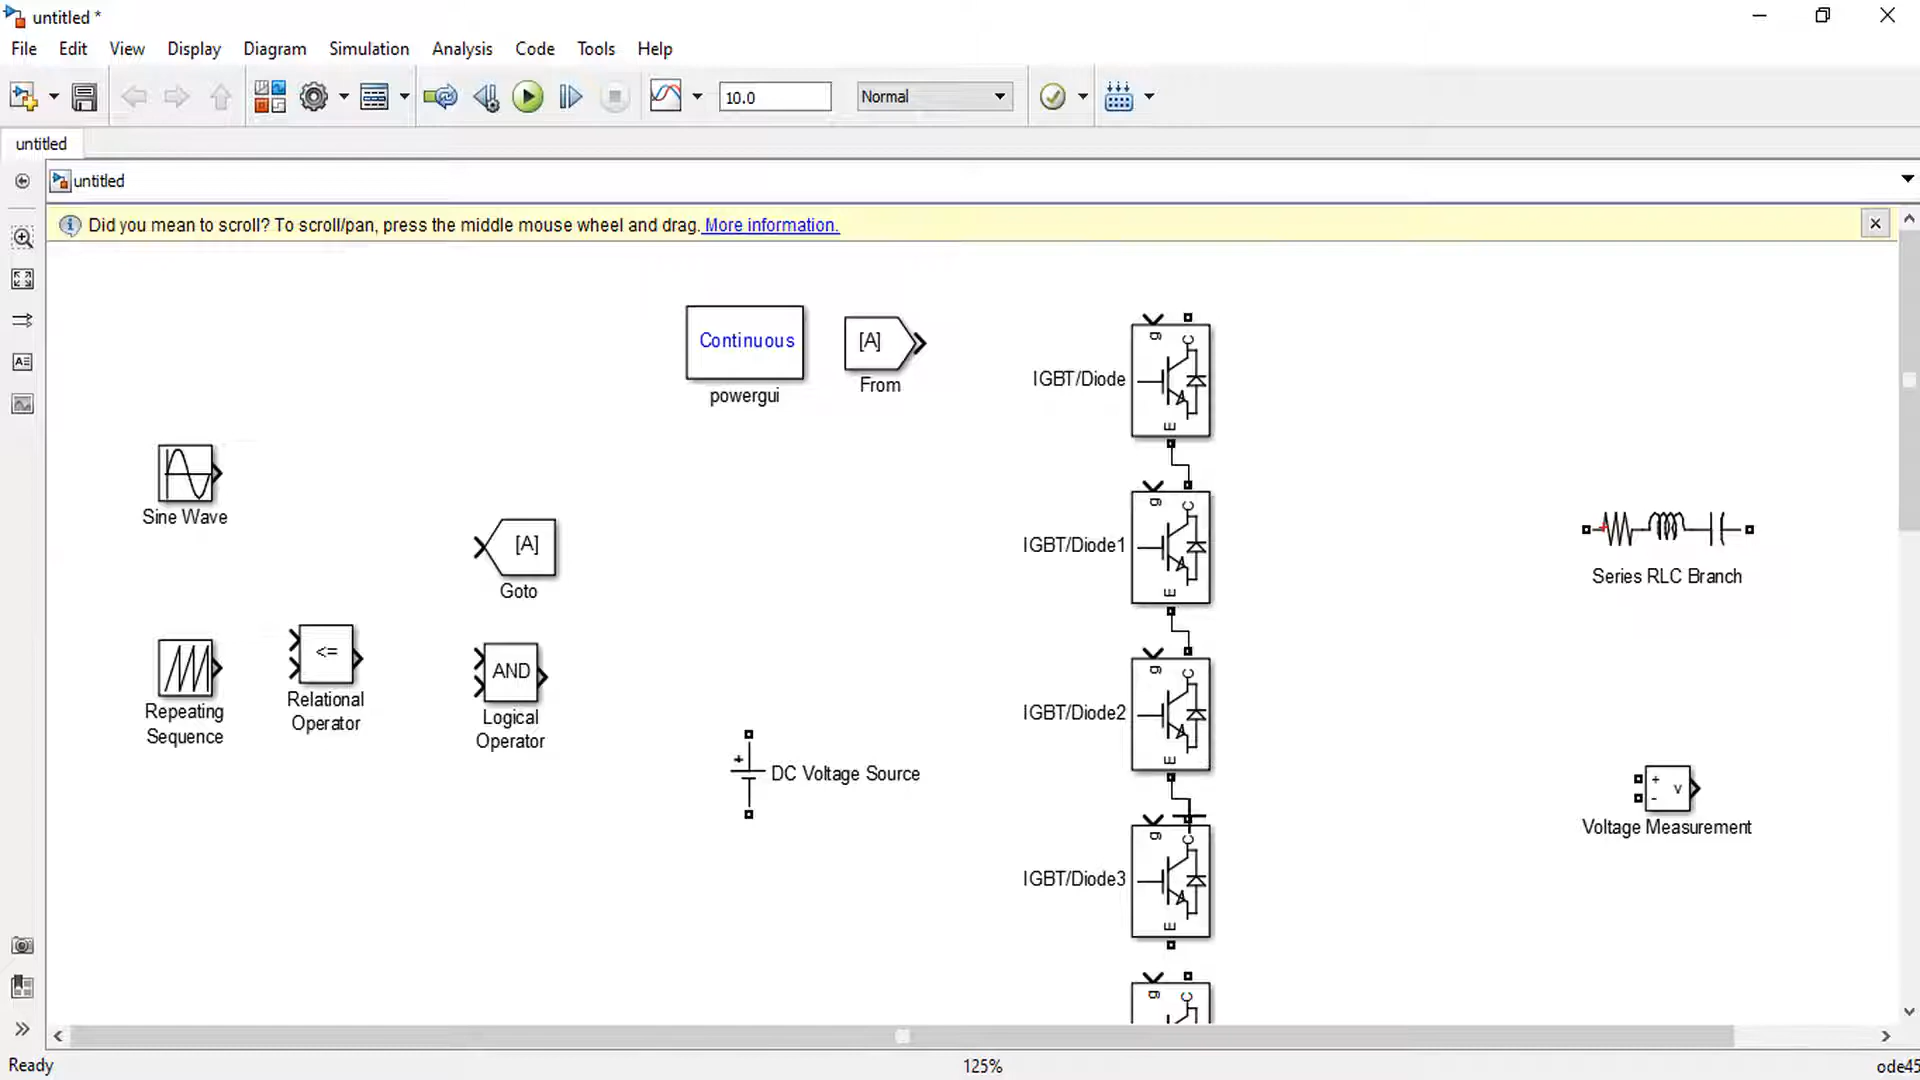 untitled *
File Edit View Display Diagram Simulation Analysis Code Tools Help
10.0
Normal
untitled
untitled
Did you mean to scroll? To scroll/pan, press the middle mouse wheel and drag. More information.
Continuous
powergui
[A]
From
g C
IGBT/Diode
E
Sine Wave
[A]
Goto
g C
IGBT/Diode1
E
Series RLC Branch
Repeating
Sequence
<=
Relational
Operator
AND
Logical
Operator
g C
IGBT/Diode2
E
+
DC Voltage Source
+
-
v
Voltage Measurement
g C
IGBT/Diode3
E
g C
Ready
125%
ode45